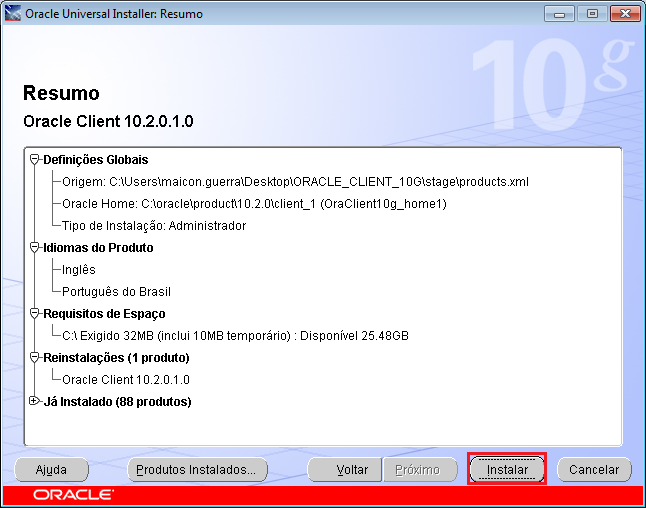 Oracle Universal Installer: Resumo
10g
Resumo
Oracle Client 10.2.0.1.0
Definições Globais
Origem: C:\Users\maicon.guerra\Desktop\ORACLE_CLIENT_10G\stage\products.xml
Oracle Home: C:\oracle\product\10.2.0\client_1 (OraClient10g_home1)
Tipo de Instalação: Administrador
Idiomas do Produto
Inglês
Português do Brasil
Requisitos de Espaço
C:\ Exigido 32MB (inclui 10MB temporário) : Disponível 25.48GB
Reinstalações (1 produto)
Oracle Client 10.2.0.1.0
Já Instalado (88 produtos)
Ajuda Produtos Instalados... Voltar Próximo Instalar Cancelar
ORACLE